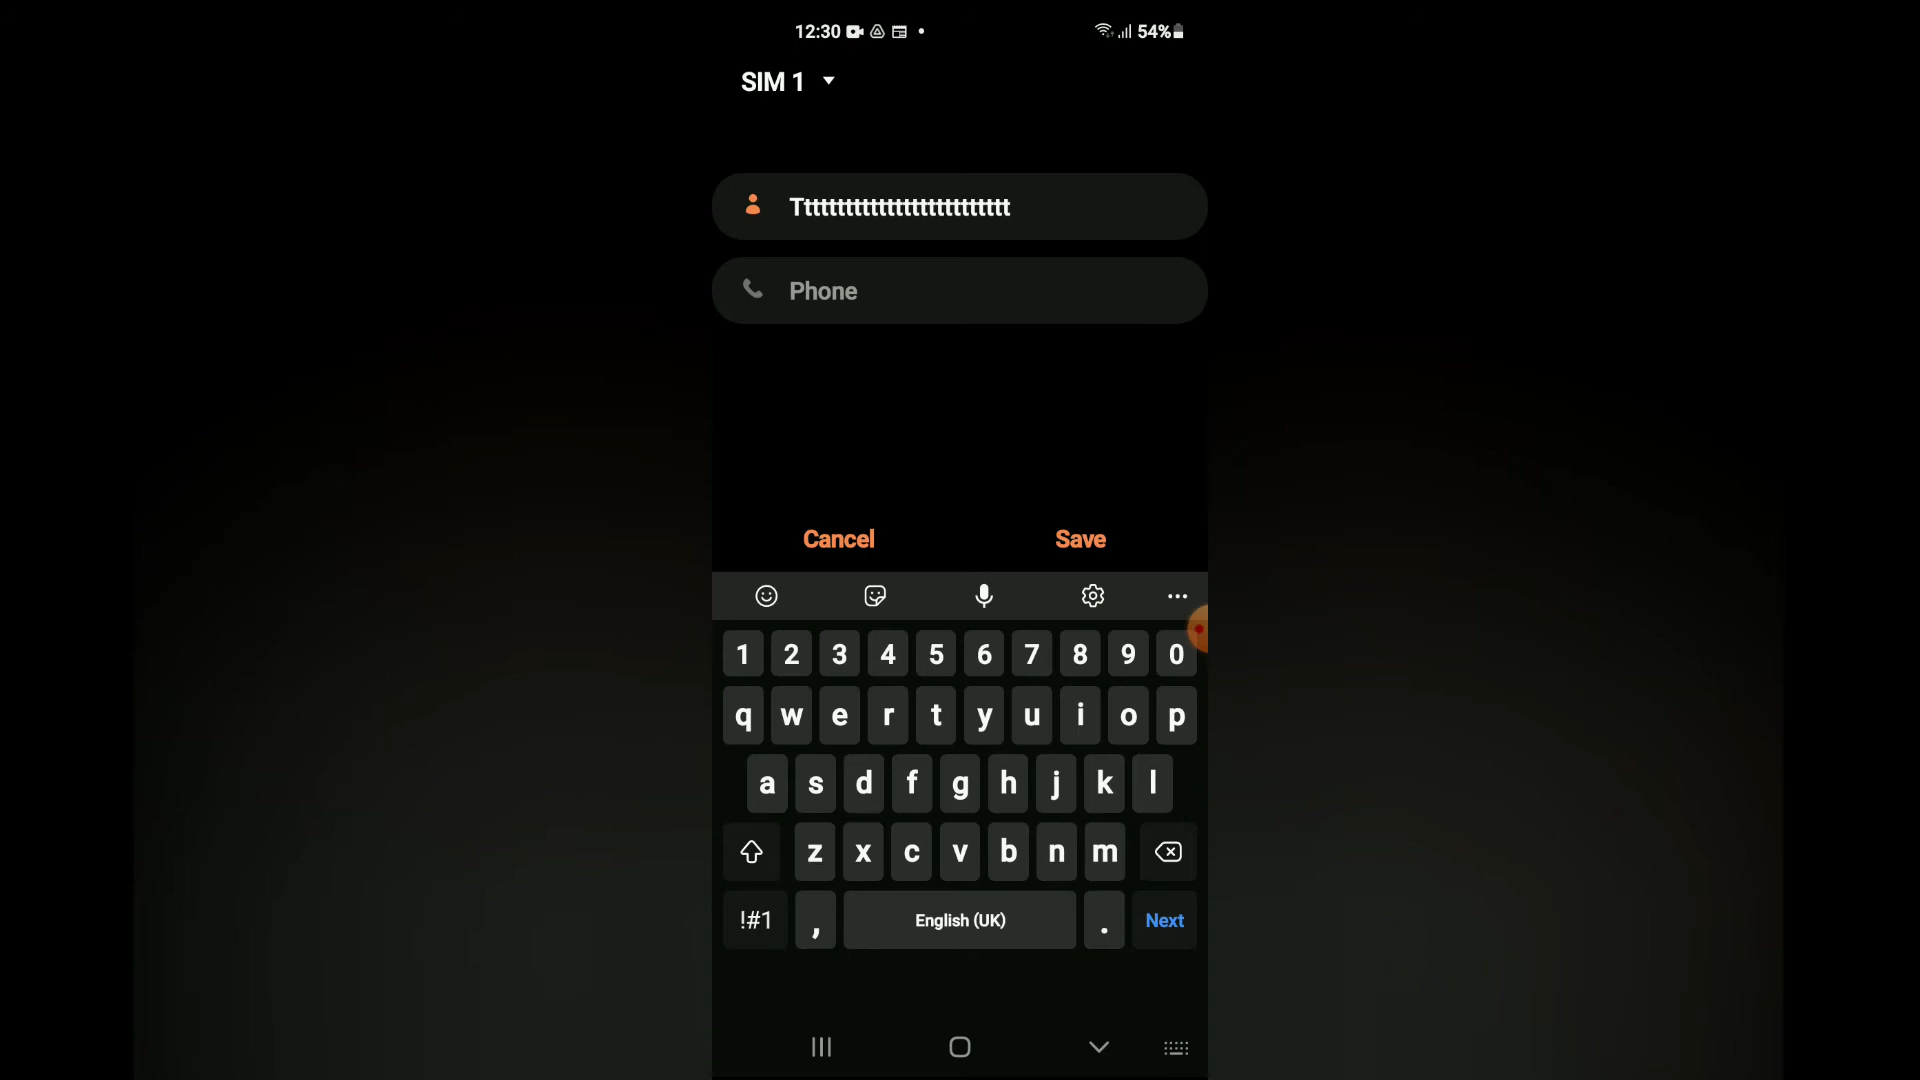 12:30 54%
SIM 1
Phone
Cancel Save
1 2 3 4 5 6 7 8 9 0
q w e r t y u i o p
a s d f g h j k l
z x c v b n m
!#1 , English (UK) . Next